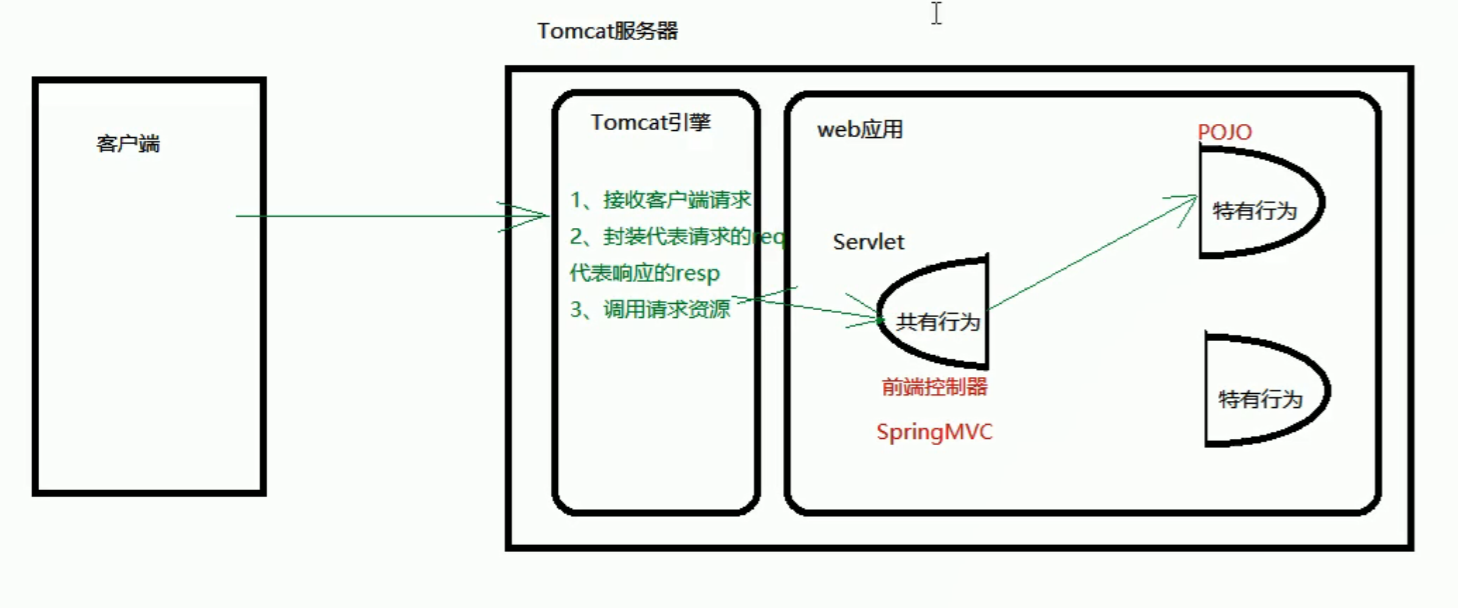 Tomcat服务器
客户端
Tomcat引擎
1、接收客户端请求
2、封装代表请求的req
代表响应的resp
3、调用请求资源
web应用
Servlet
共有行为
前端控制器
SpringMVC
POJO
特有行为
特有行为